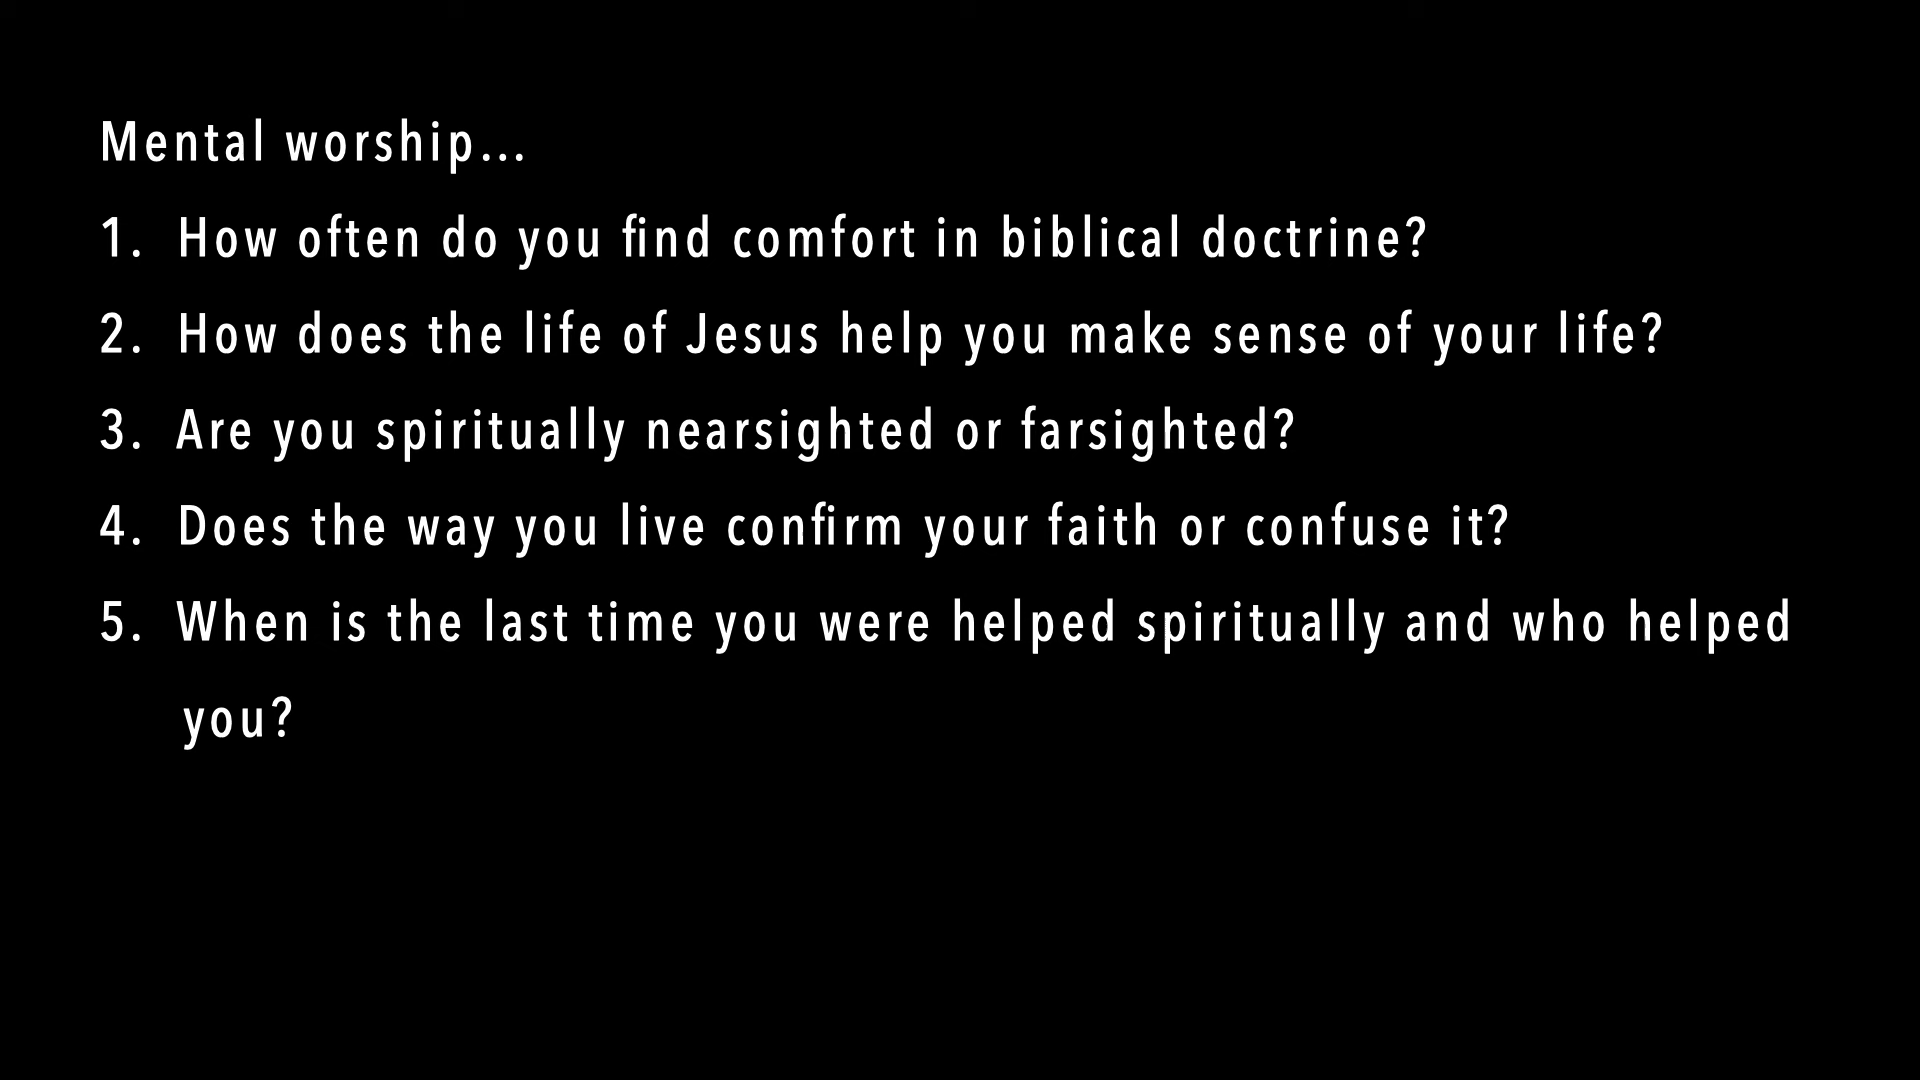 Mental worship...
1. How often do you find comfort in biblical doctrine?
2. How does the life of Jesus help you make sense of your life?
3. Are you spiritually nearsighted or farsighted?
4. Does the way you live confirm your faith or confuse it?
5. When is the last time you were helped spiritually and who helped
you?